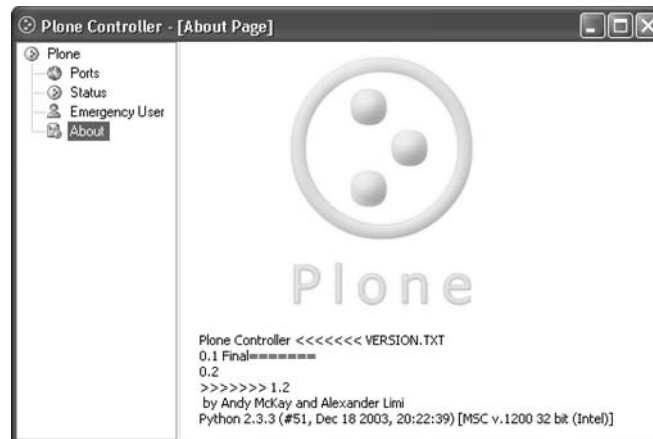 Plone Controller - [About Page]
Plone
Ports
Status
Emergency User
About
Plone
Plone Controller <<<<<<< VERSION.TXT
0.1 Final=======
0.2
>>>>>>> 1.2
by Andy McKay and Alexander Limi
Python 2.3.3 (#51, Dec 18 2003, 20:22:39) [MSC v.1200 32 bit (Intel)]